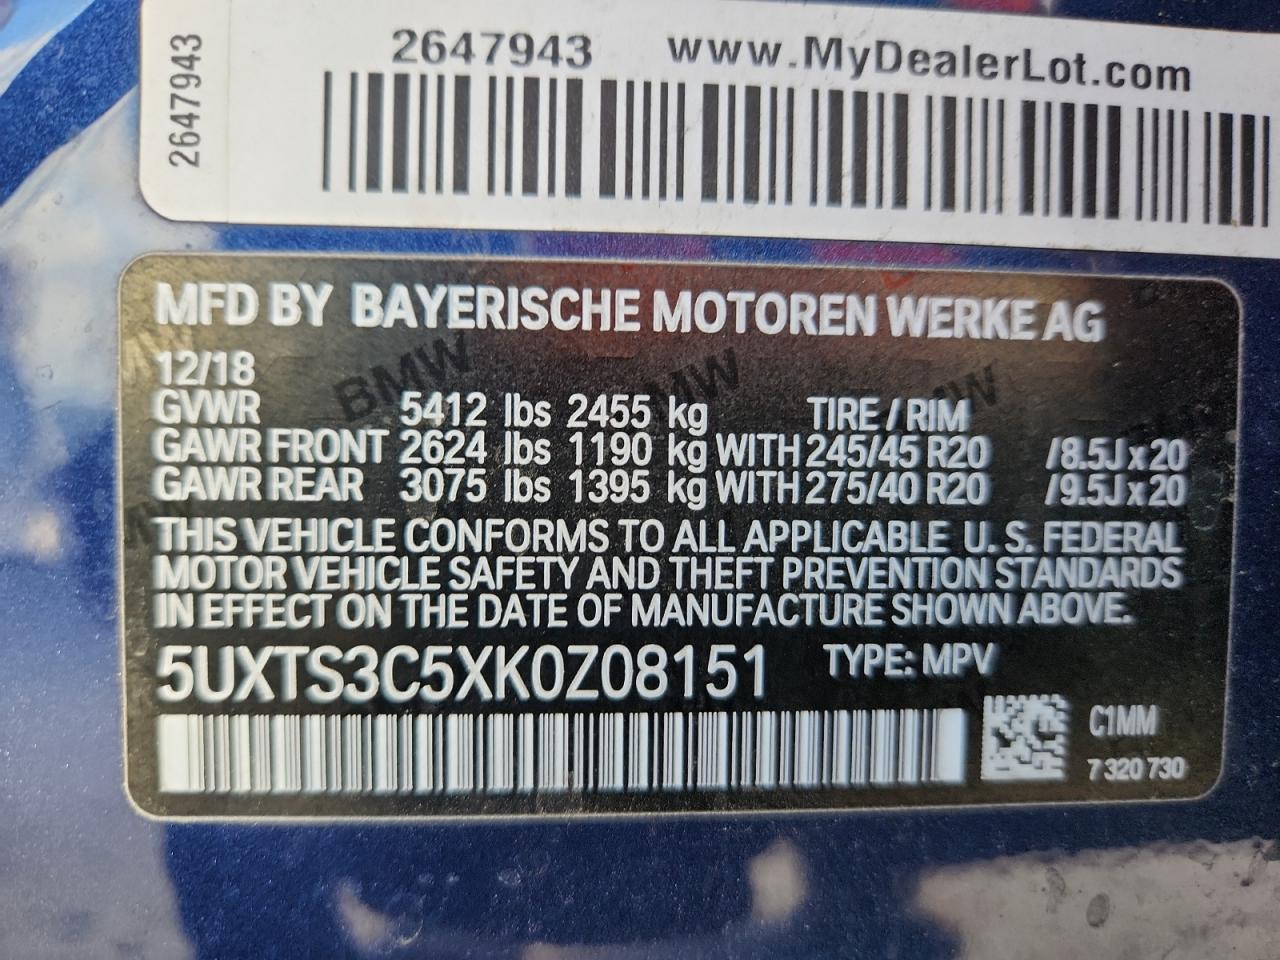 2647943
2647943 www.MyDealerLot.com
MFD BY BAYERISCHE MOTOREN WERKE AG
12/18
GVWR 5412 lbs 2455 kg TIRE / RIM
GAWR FRONT 2624 lbs 1190 kg WITH 245/45 R20 /8.5J x 20
GAWR REAR 3075 lbs 1395 kg WITH 275/40 R20 /9.5J x 20
THIS VEHICLE CONFORMS TO ALL APPLICABLE U. S. FEDERAL
MOTOR VEHICLE SAFETY AND THEFT PREVENTION STANDARDS
IN EFFECT ON THE DATE OF MANUFACTURE SHOWN ABOVE.
5UXTS3C5XK0Z08151 TYPE: MPV
C1MM
7 320 730
BMW
BMW